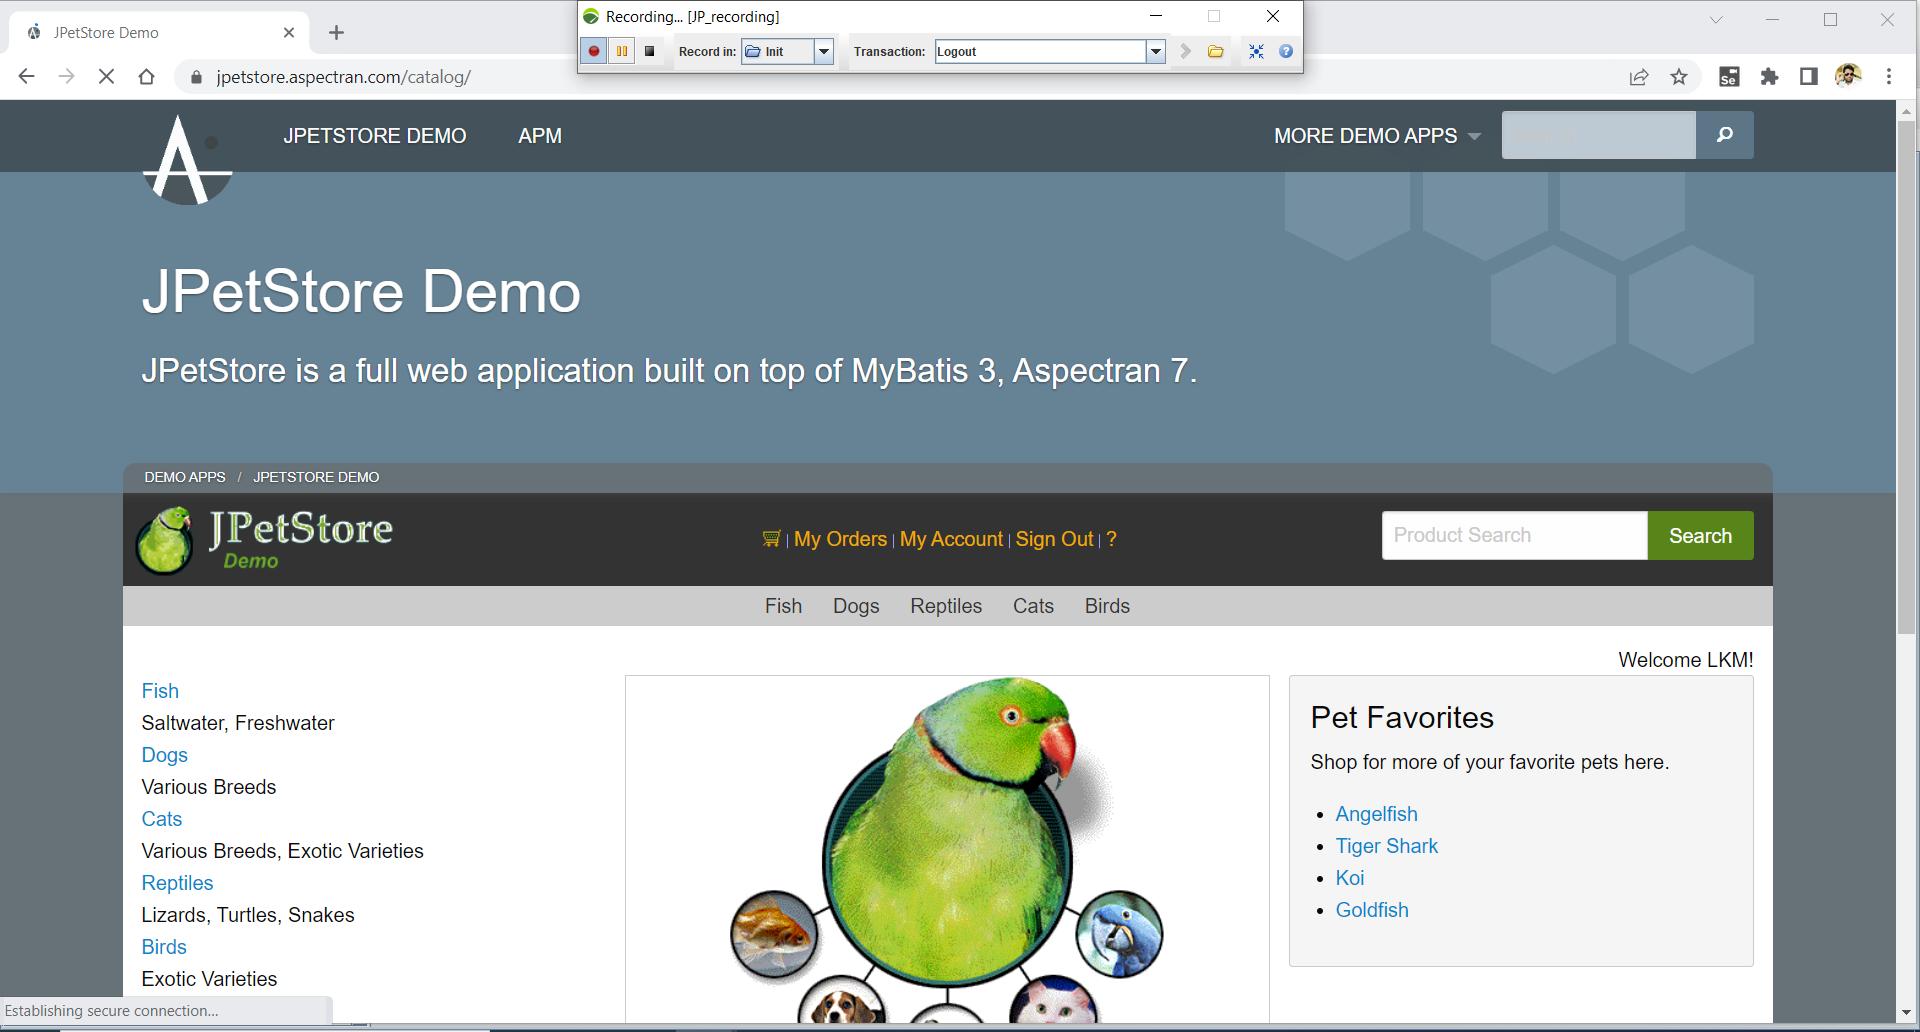 JPetStore Demo
Recording... [JP_recording]
Record in: Init Transaction: Logout
jpetstore.aspectran.com/catalog/
Se
JPETSTORE DEMO APM MORE DEMO APPS
JPetStore Demo
JPetStore is a full web application built on top of MyBatis 3, Aspectran 7.
DEMO APPS / JPETSTORE DEMO
JPetStore
Demo
| My Orders | My Account | Sign Out | ?
Product Search Search
Fish Dogs Reptiles Cats Birds
Welcome LKM!
Fish
Saltwater, Freshwater
Dogs
Various Breeds
Cats
Various Breeds, Exotic Varieties
Reptiles
Lizards, Turtles, Snakes
Birds
Exotic Varieties
Pet Favorites
Shop for more of your favorite pets here.
• Angelfish
• Tiger Shark
• Koi
• Goldfish
Establishing secure connection...